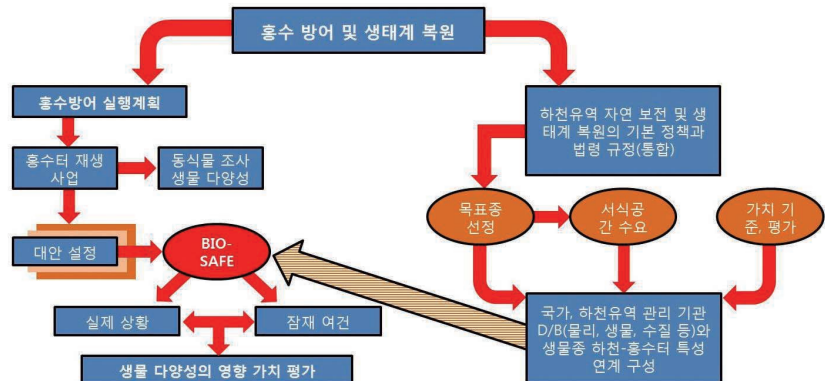 홍수 방어 및 생태계 복원
홍수방어 실행계획
홍수터 재생
사업
동식물 조사
생물 다양성
대안 설정
BIO-
SAFE
실제 상황
잠재 여건
생물 다양성의 영향 가치 평가
하천유역 자연 보전 및 생
태계 복원의 기본 정책과
법령 규정(통합)
목표종
선정
서식공
간 수요
가치 기
준, 평가
국가, 하천유역 관리 기관
D/B(물리, 생물, 수질 등)와
생물종 하천-홍수터 특성
연계 구성